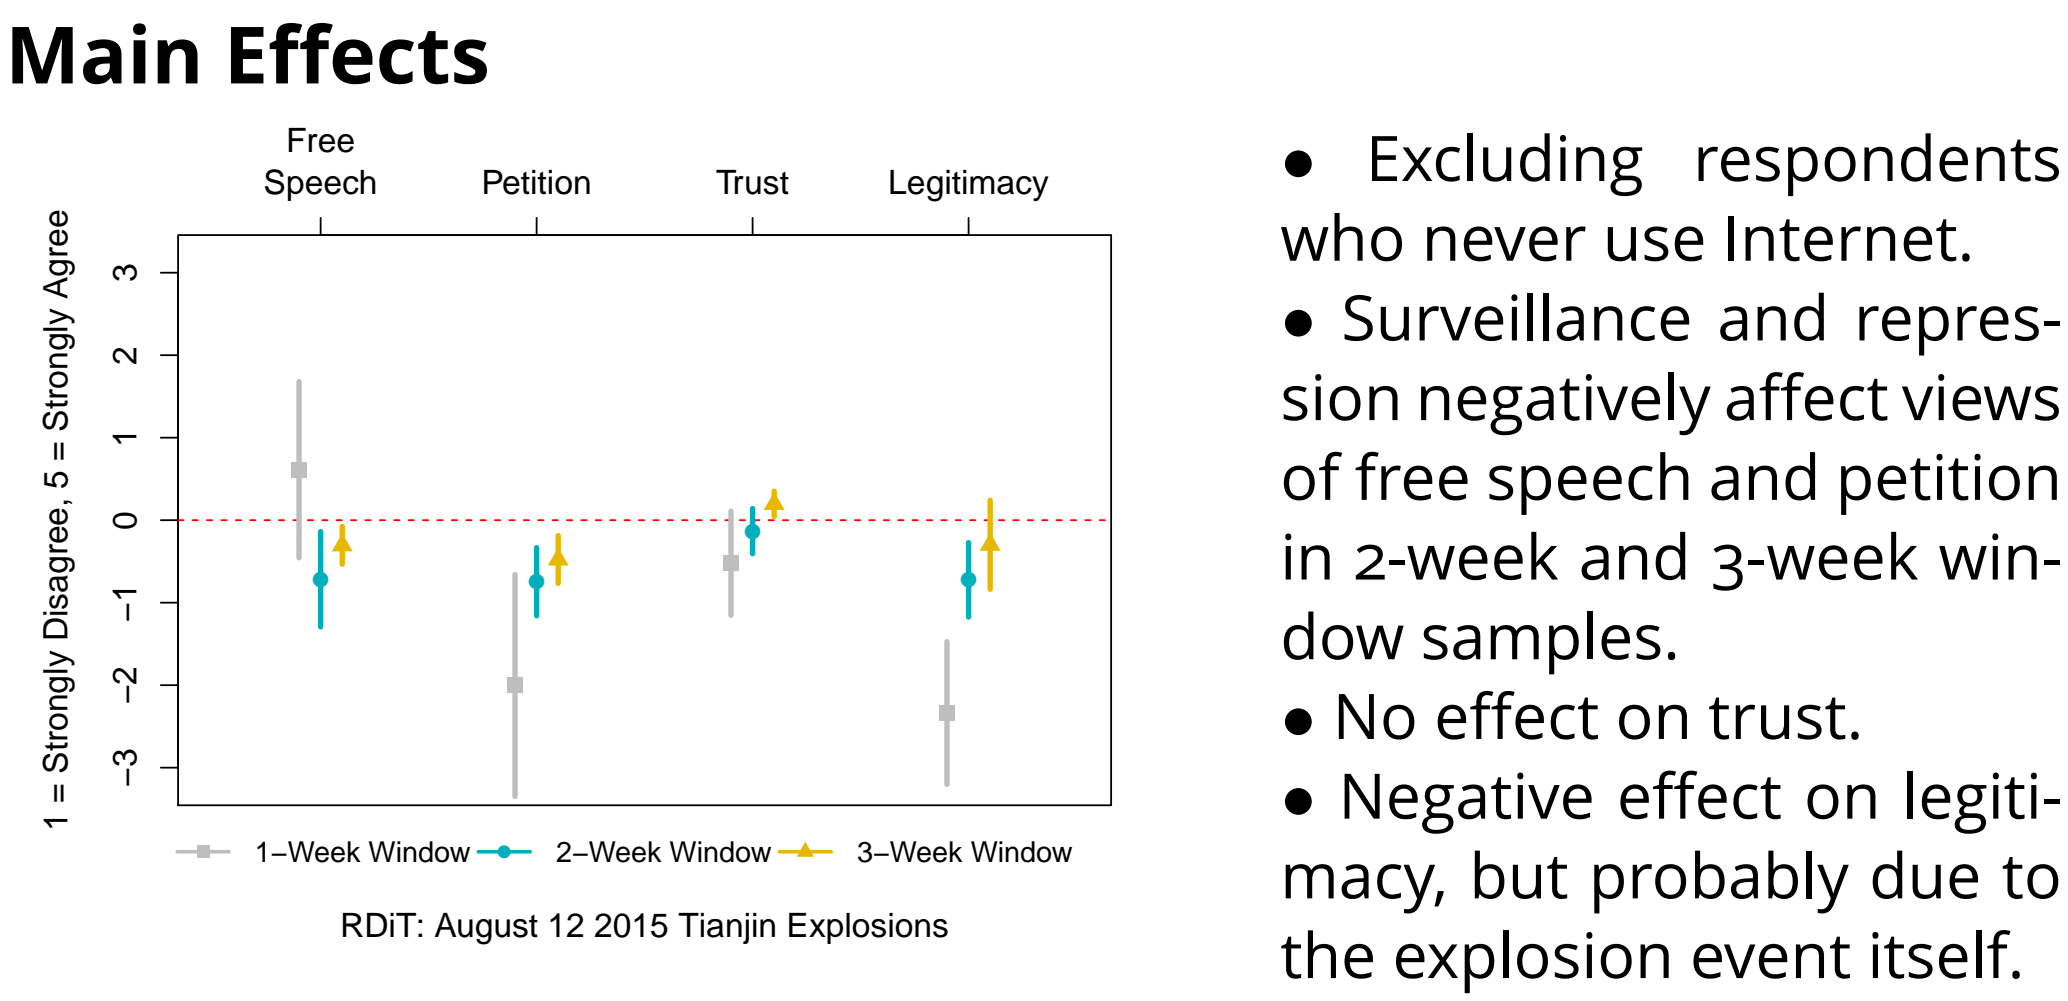 Main Effects
Free
Speech
Petition
Trust
Legitimacy
1 = Strongly Disagree, 5 = Strongly Agree
3
2
1
0
−1
−2
−3
1−Week Window
2−Week Window
3−Week Window
RDiT: August 12 2015 Tianjin Explosions
● Excluding respondents
who never use Internet.
● Surveillance and repres-
sion negatively affect views
of free speech and petition
in 2-week and 3-week win-
dow samples.
● No effect on trust.
● Negative effect on legiti-
macy, but probably due to
the explosion event itself.